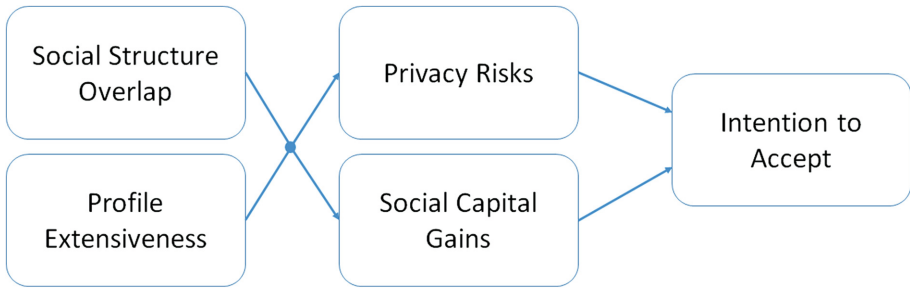 Social Structure
Overlap
Privacy Risks
Profile
Extensiveness
Social Capital
Gains
Intention to
Accept